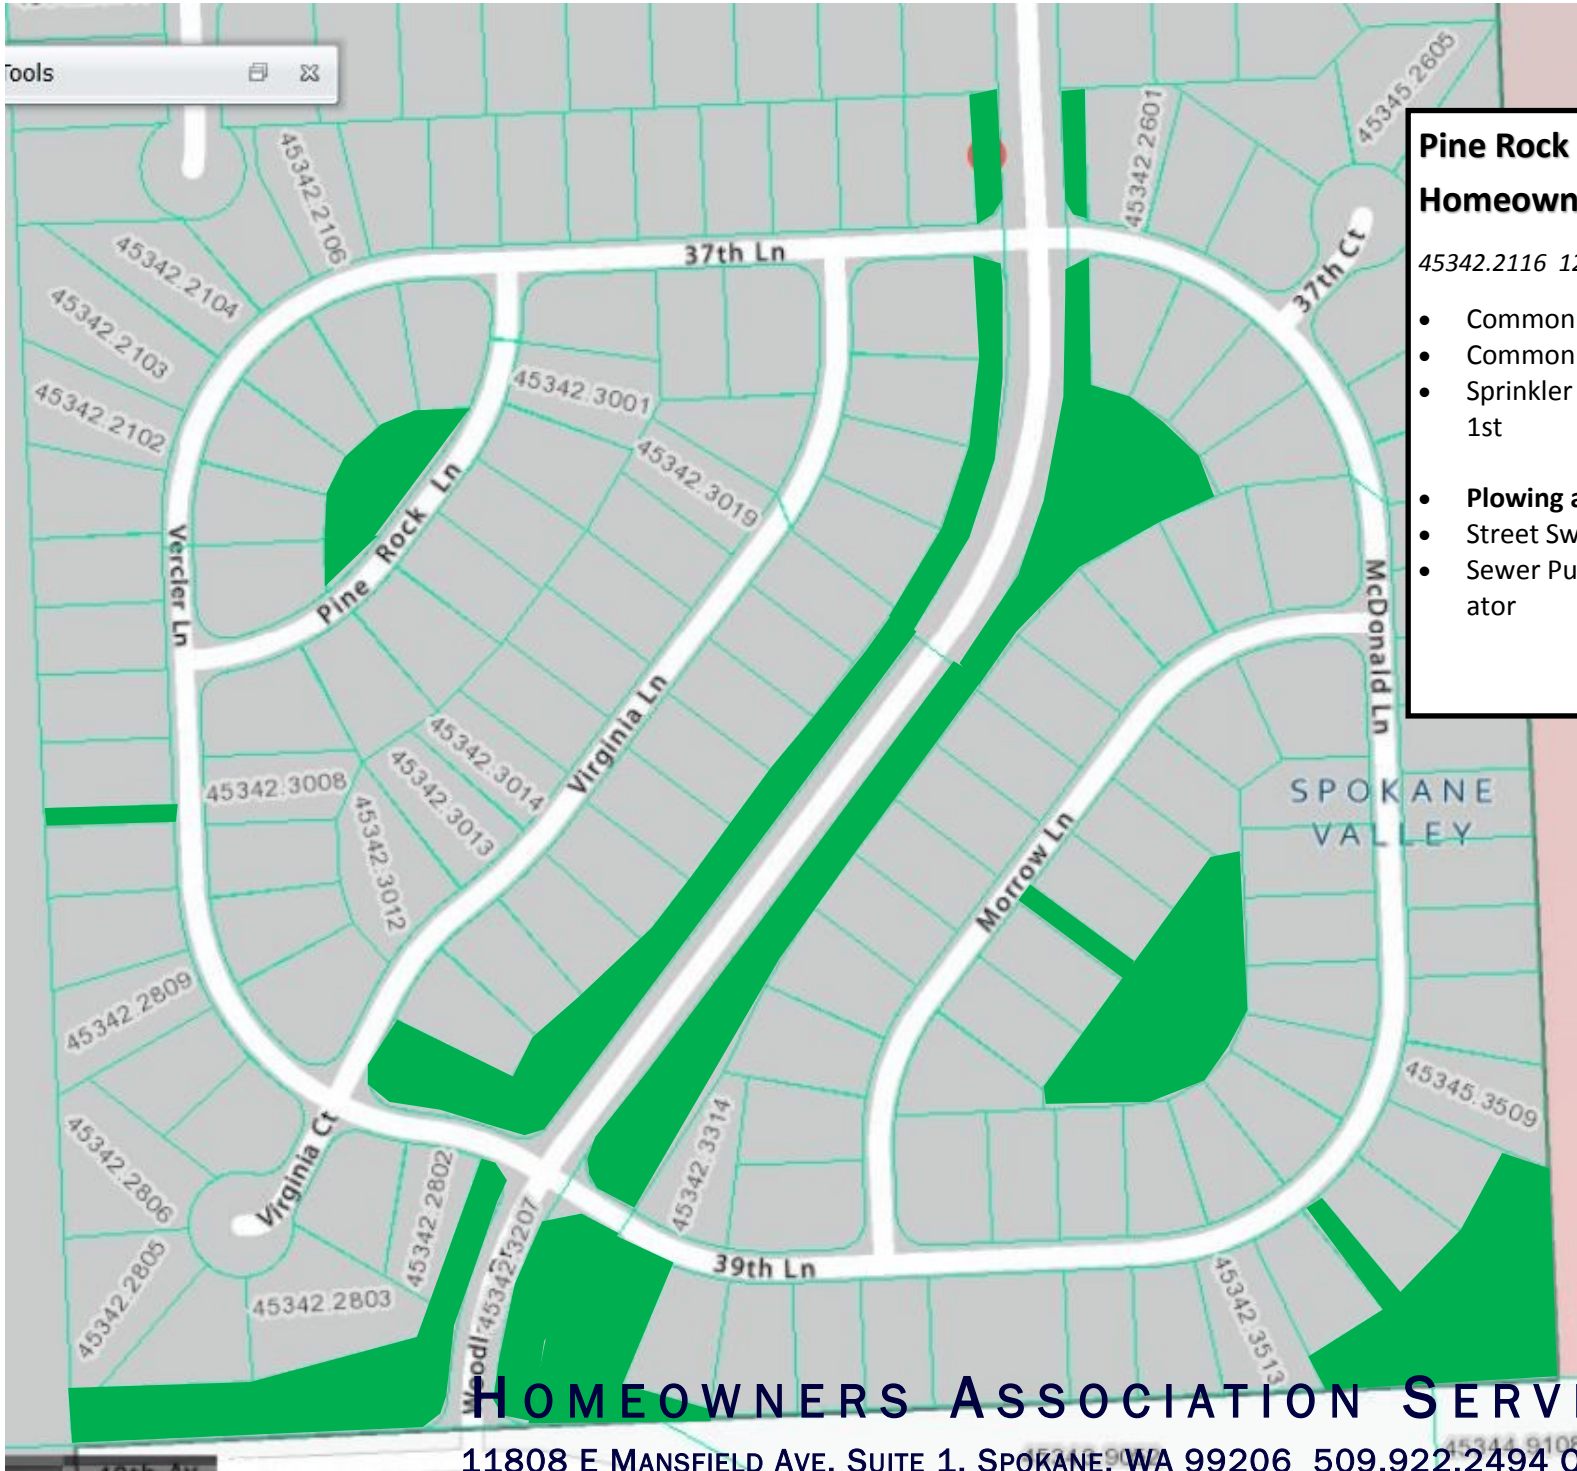 Tools
45342.2106
45342.2601
45345.2605
Pine Rock
Homeown
45342.2116 12
• Common
• Common
• Sprinkler
1st
• Plowing a
• Street Sw
• Sewer Pu
ator
37th Ln
37th Ct
45342.2104
45342.2103
45342.2102
45342.3001
45342.3019
Vercler Ln
Pine Rock Ln
McDonald Ln
Virginia Ln
45342.3014
45342.3013
45342.3008
45342.3012
SPOKANE
VALLEY
Morrow Ln
45342.2809
45345.3509
45342.2806
Virginia Ct
45342.2802
45342.3314
45342.3207
45342.2805
45342.2803
39th Ln
45342.3513
Woodl
HOMEOWNERS ASSOCIATION SERVI
11808 E MANSFIELD AVE. SUITE 1. SPOKANE. WA 99206 509.922.2494 O
45344.9108